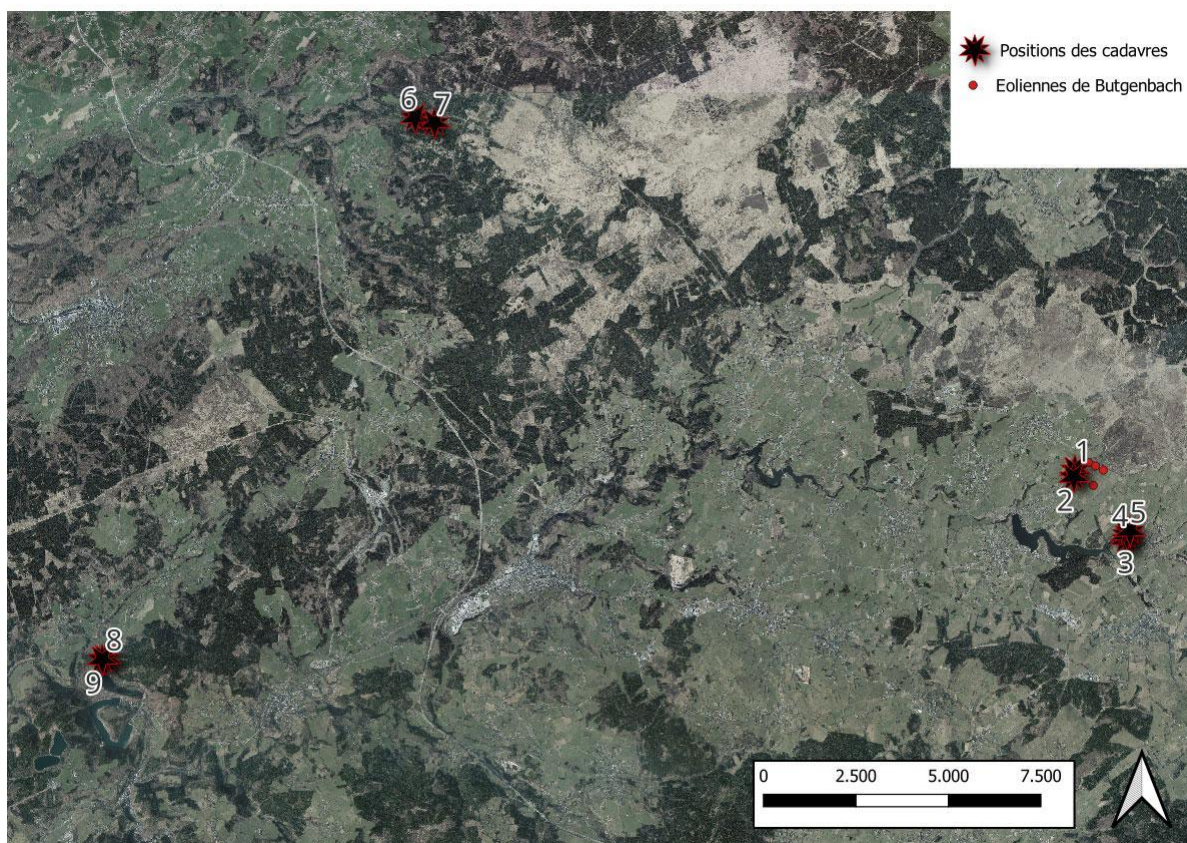 Positions des cadavres
Eoliennes de Butgenbach
6 7
1
2
45
3
8
9
0 2.500 5.000 7.500